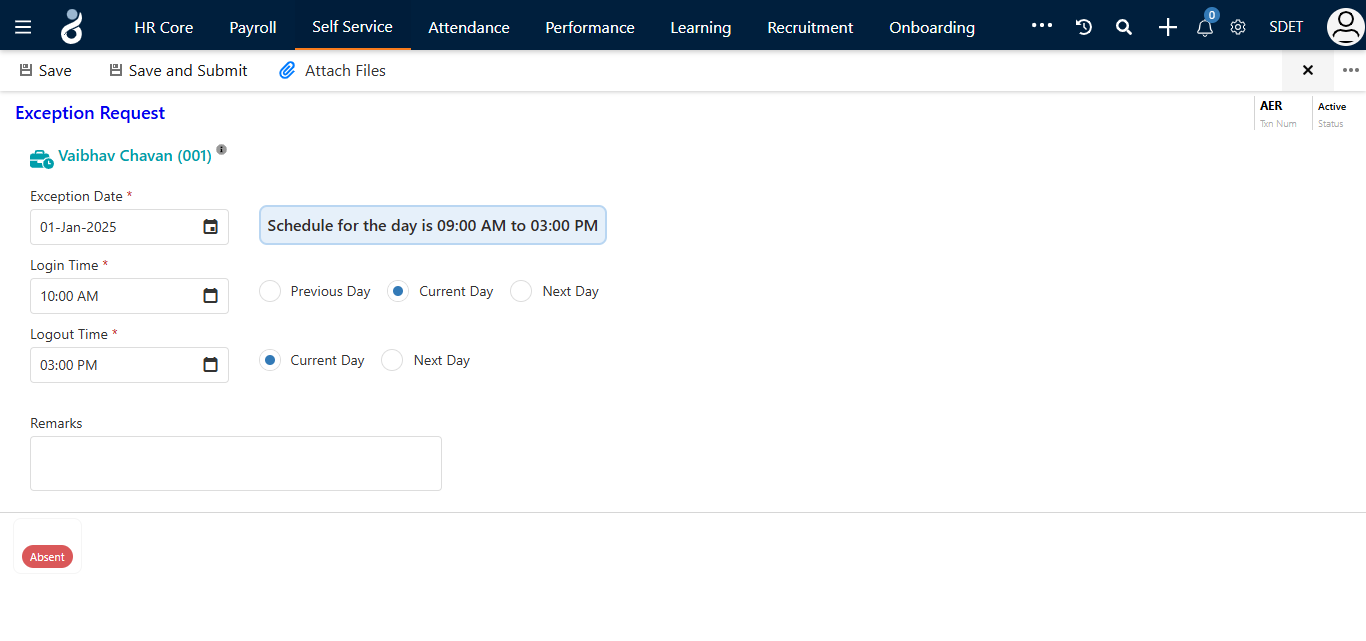 HR Core Payroll Self Service Attendance Performance Learning Recruitment Onboarding ... 0 SDET
Save Save and Submit Attach Files
Exception Request
AER Active
Txn Num Status
Vaibhav Chavan (001)
Exception Date *
01-Jan-2025 Schedule for the day is 09:00 AM to 03:00 PM
Login Time *
10:00 AM Previous Day Current Day Next Day
Logout Time *
03:00 PM Current Day Next Day
Remarks
Absent